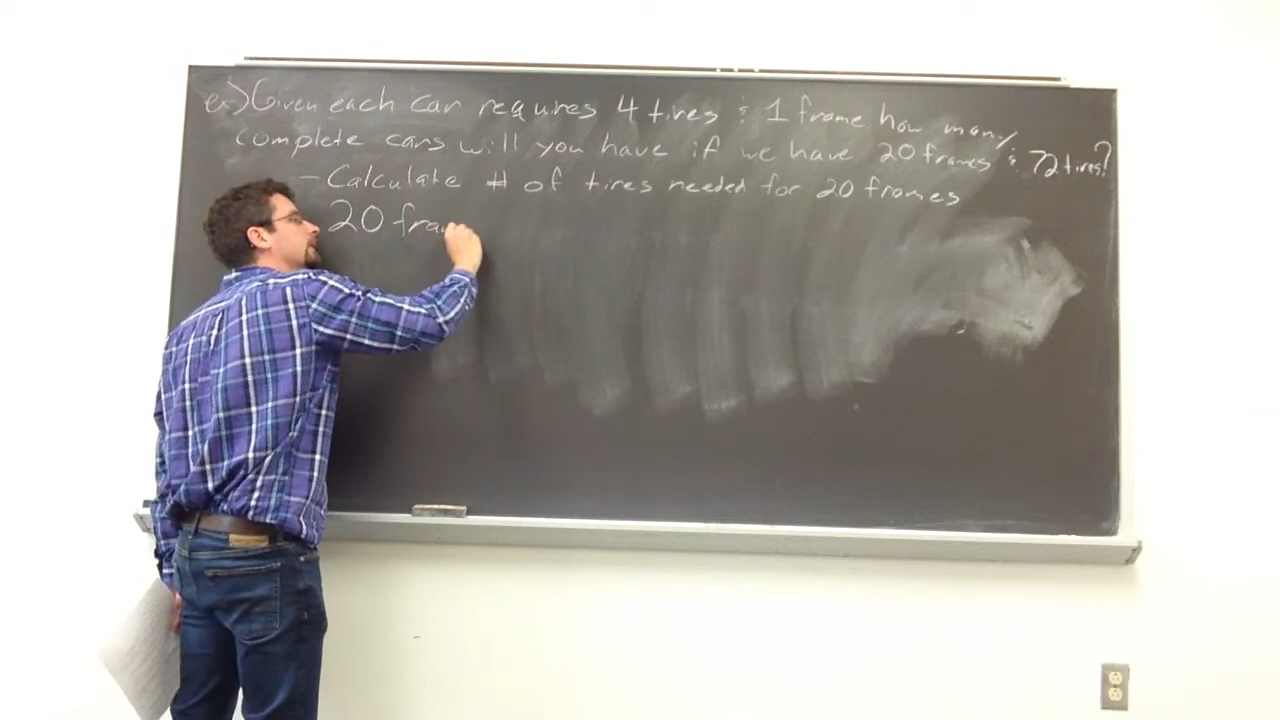 ex) Given each car requires 4 tires & 1 frame how many
complete cars will you have if we have 20 frames & 72 tires?
- Calculate # of tires needed for 20 frames
20 fram